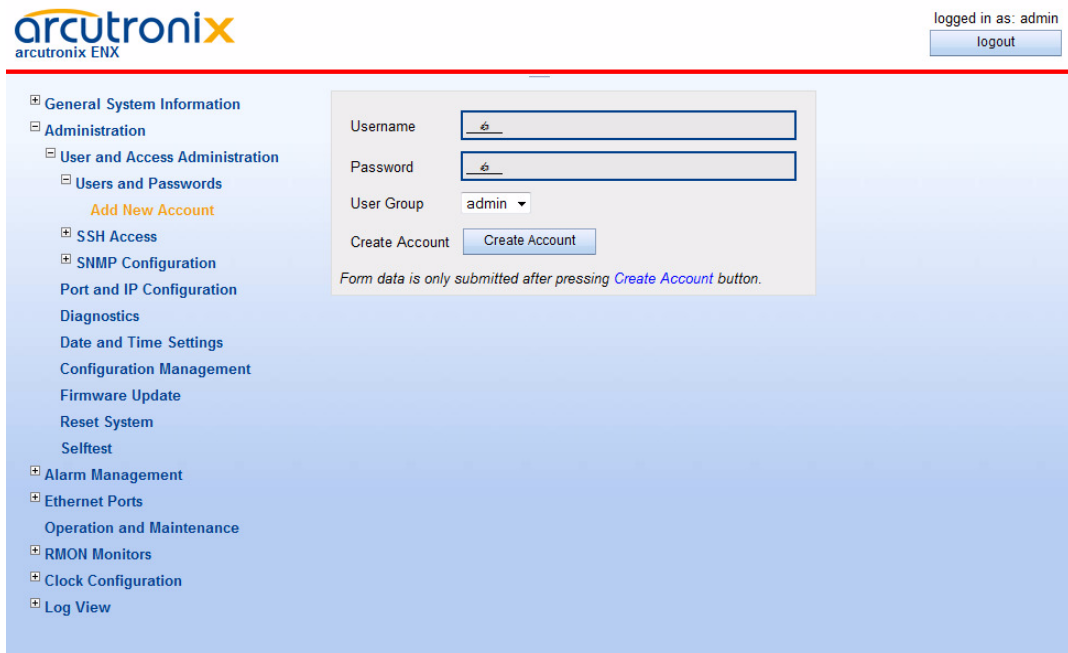 arcutronix
arcutronix ENX
logged in as: admin
logout
General System Information
Administration
User and Access Administration
Users and Passwords
Add New Account
SSH Access
SNMP Configuration
Port and IP Configuration
Diagnostics
Date and Time Settings
Configuration Management
Firmware Update
Reset System
Selftest
Alarm Management
Ethernet Ports
Operation and Maintenance
RMON Monitors
Clock Configuration
Log View
Username
Password
User Group admin
Create Account Create Account
Form data is only submitted after pressing Create Account button.